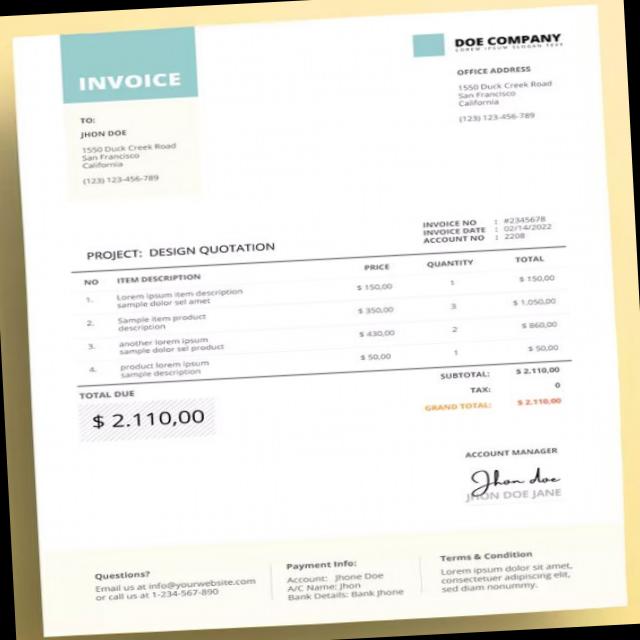 INVOICE
DOE COMPANY
LOREM IPSUM SLOGAN TEXT
OFFICE ADDRESS
1550 Duck Creek Road
San Francisco
California
(123) 123-456-789
TO:
JHON DOE
1550 Duck Creek Road
San Francisco
California
(123) 123-456-789
INVOICE NO : #2345678
INVOICE DATE : 02/14/2022
ACCOUNT NO : 2208
PROJECT: DESIGN QUOTATION
NO ITEM DESCRIPTION PRICE QUANTITY TOTAL
1. Lorem ipsum item description $ 150,00 1 $ 150,00
sample dolor sel amet
2. Sample item product $ 350,00 3 $ 1.050,00
description
3. another lorem ipsum $ 430,00 2 $ 860,00
sample dolor sel product
4. product lorem ipsum $ 50,00 1 $ 50,00
sample description
SUBTOTAL: $ 2.110,00
TAX: 0
GRAND TOTAL: $ 2.110,00
TOTAL DUE
$ 2.110,00
ACCOUNT MANAGER
Jhon doe
JHON DOE JANE
Questions?
Email us at info@yourwebsite.com
or call us at 1-234-567-890
Payment Info:
Account: Jhone Doe
A/C Name: Jhon
Bank Details: Bank Jhone
Terms & Condition
Lorem ipsum dolor sit amet,
consectetuer adipiscing elit,
sed diam nonummy.